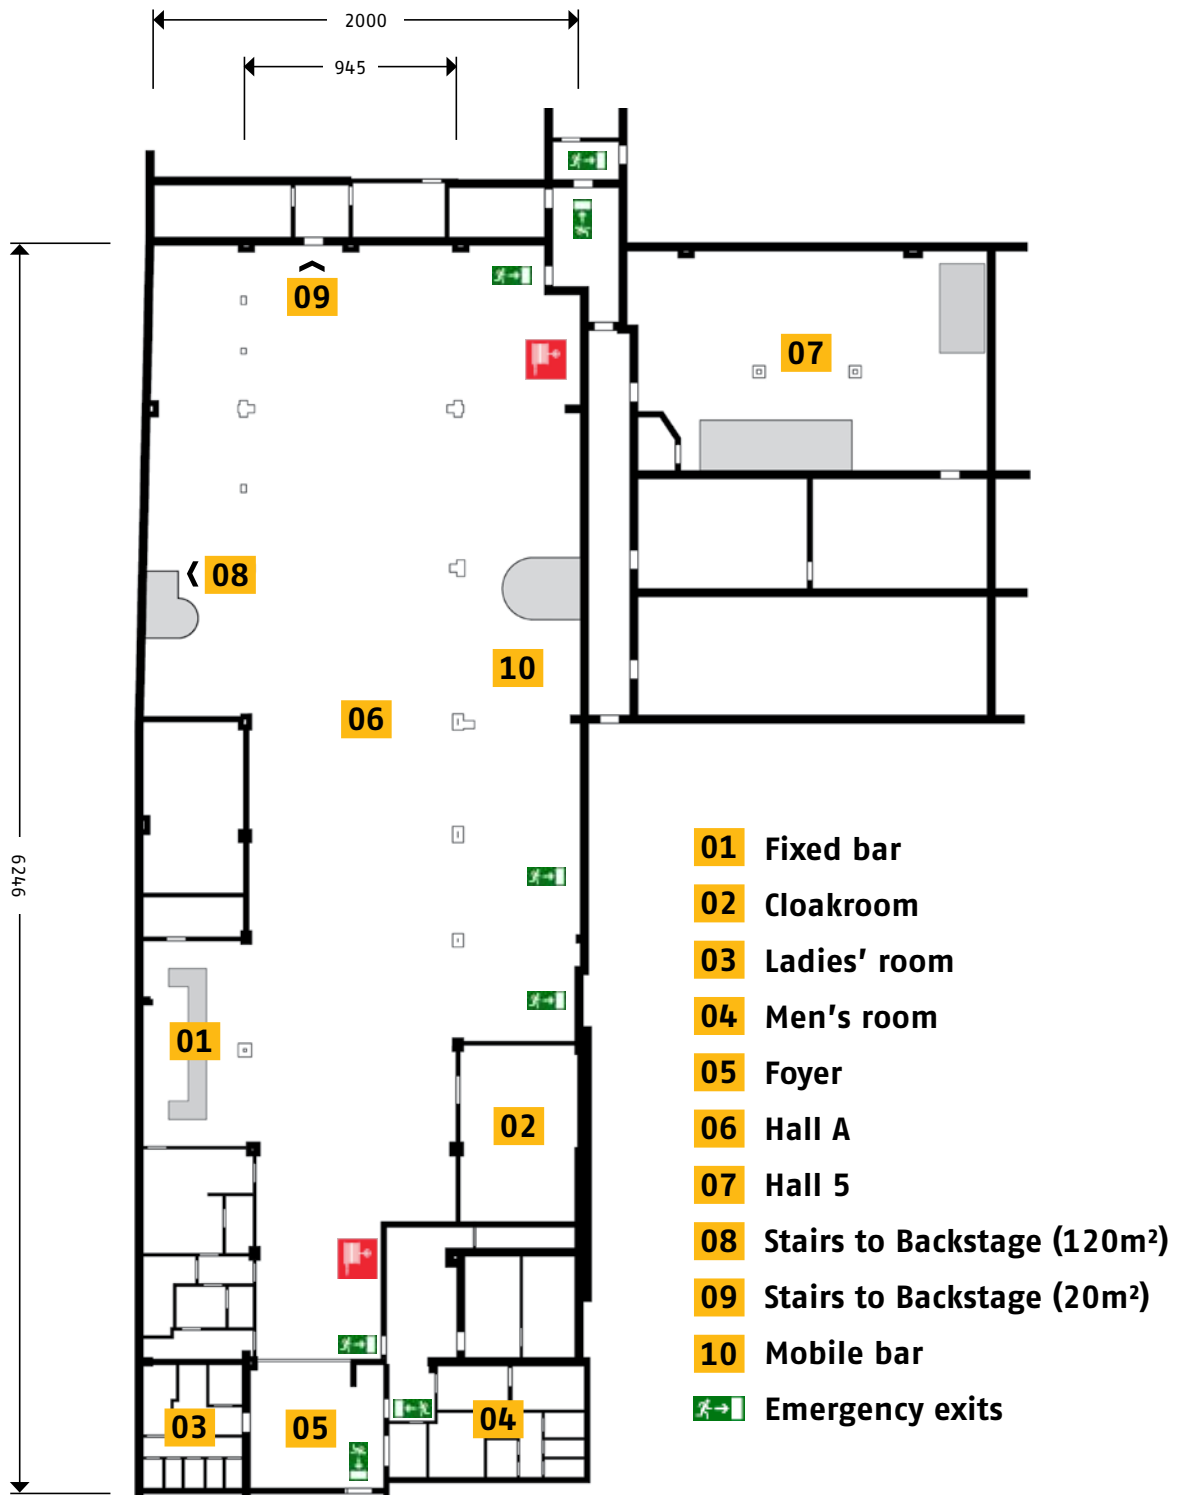 2000
945
09
07
08
10
06
6246
01
02
03
05
04
01 Fixed bar
02 Cloakroom
03 Ladies' room
04 Men's room
05 Foyer
06 Hall A
07 Hall 5
08 Stairs to Backstage (120m²)
09 Stairs to Backstage (20m²)
10 Mobile bar
Emergency exits